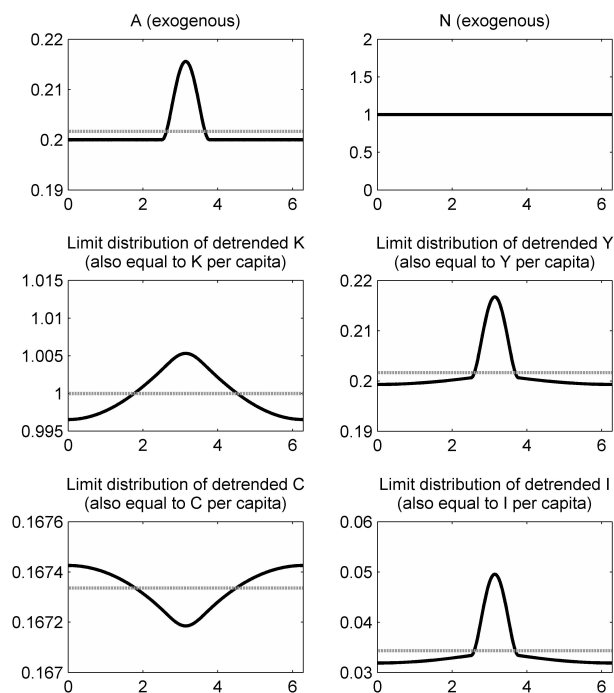 A (exogenous)
0.22
0.21
0.2
0.19
0 2 4 6
N (exogenous)
2
1.5
1
0.5
0
0 2 4 6
Limit distribution of detrended K
(also equal to K per capita)
1.015
1.01
1.005
1
0.995
0 2 4 6
Limit distribution of detrended Y
(also equal to Y per capita)
0.22
0.21
0.2
0.19
0 2 4 6
Limit distribution of detrended C
(also equal to C per capita)
0.1676
0.1674
0.1672
0.167
0 2 4 6
Limit distribution of detrended I
(also equal to I per capita)
0.06
0.05
0.04
0.03
0 2 4 6